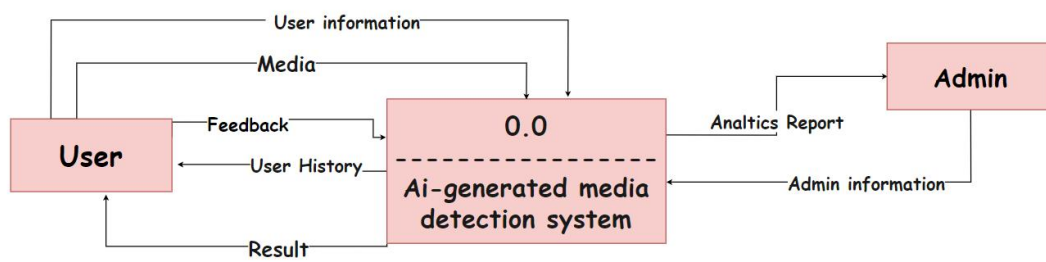 User information
Media
Admin
Feedback
0.0
Analtics Report
User
User History
Ai-generated media
detection system
Admin information
Result